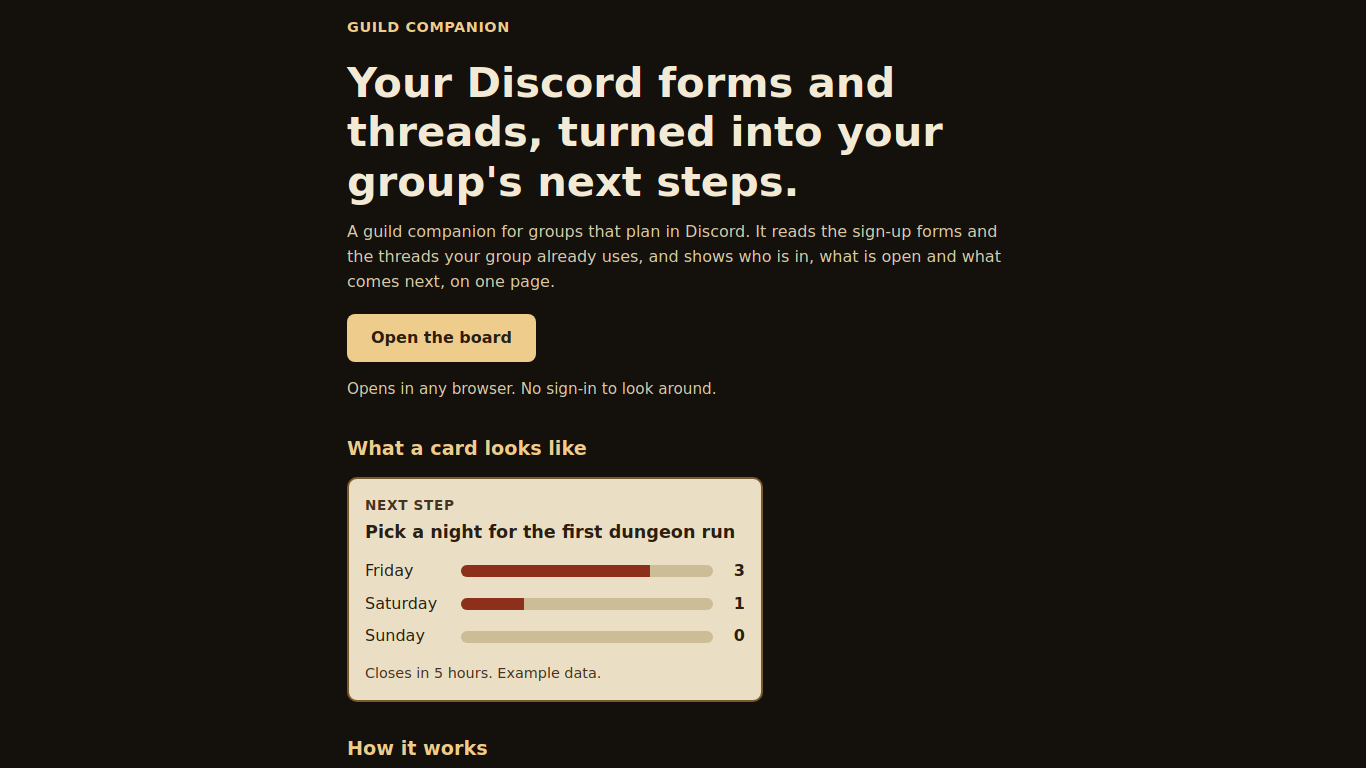 GUILD COMPANION
Your Discord forms and
threads, turned into your
group's next steps.
A guild companion for groups that plan in Discord. It reads the sign-up forms and
the threads your group already uses, and shows who is in, what is open and what
comes next, on one page.
Open the board
Opens in any browser. No sign-in to look around.
What a card looks like
NEXT STEP
Pick a night for the first dungeon run
Friday 3
Saturday 1
Sunday 0
Closes in 5 hours. Example data.
How it works